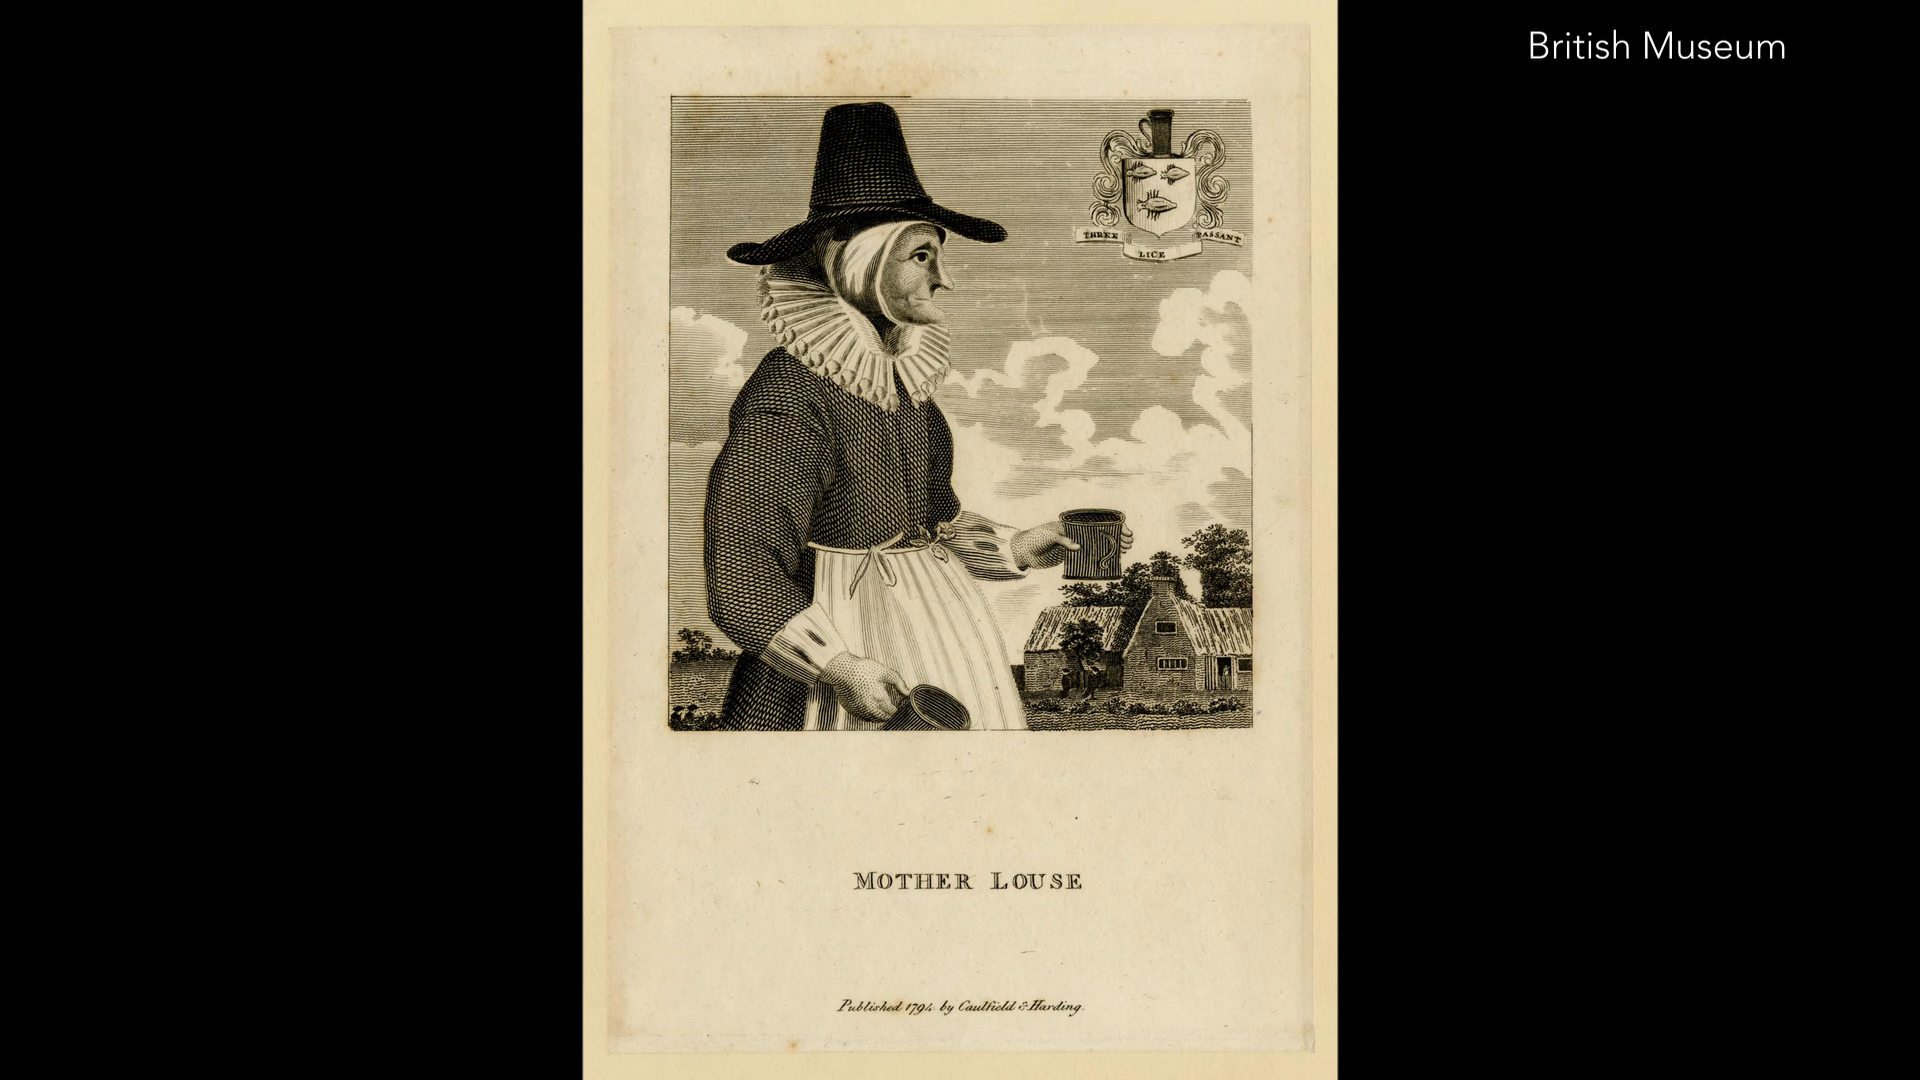 British Museum
THREE
PASSANT
LICE
MOTHER LOUSE
Published 1794 by Caulfield & Harding.